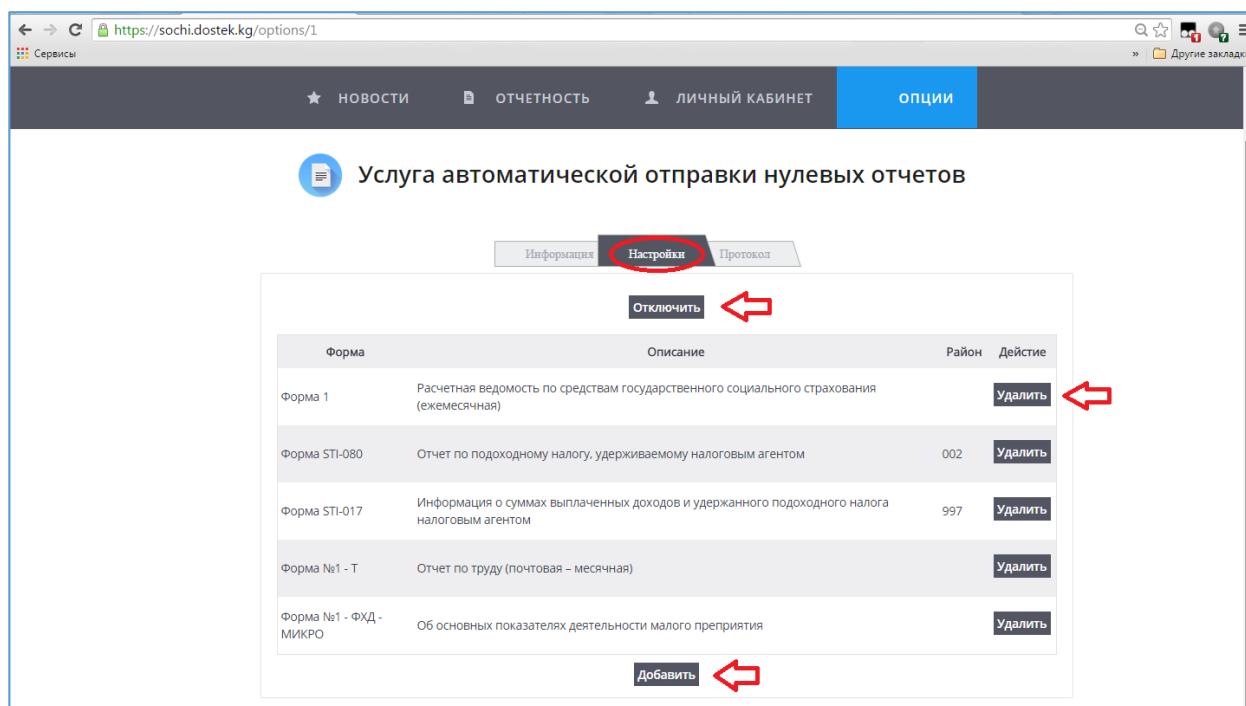 https://sochi.dostek.kg/options/1
Сервисы
» Другие закладк
НОВОСТИ ОТЧЕТНОСТЬ ЛИЧНЫЙ КАБИНЕТ ОПЦИИ
Услуга автоматической отправки нулевых отчетов
Информация Настройки Протокол
Отключить
Форма Описание Район Дейстие
Форма 1 Расчетная ведомость по средствам государственного социального страхования Удалить
(ежемесячная)
Форма STI-080 Отчет по подоходному налогу, удерживаемому налоговым агентом 002 Удалить
Форма STI-017 Информация о суммах выплаченных доходов и удержанного подоходного налога 997 Удалить
налоговым агентом
Форма №1 - Т Отчет по труду (почтовая – месячная) Удалить
Форма №1 - ФХД - Об основных показателях деятельности малого преприятия Удалить
МИКРО
Добавить